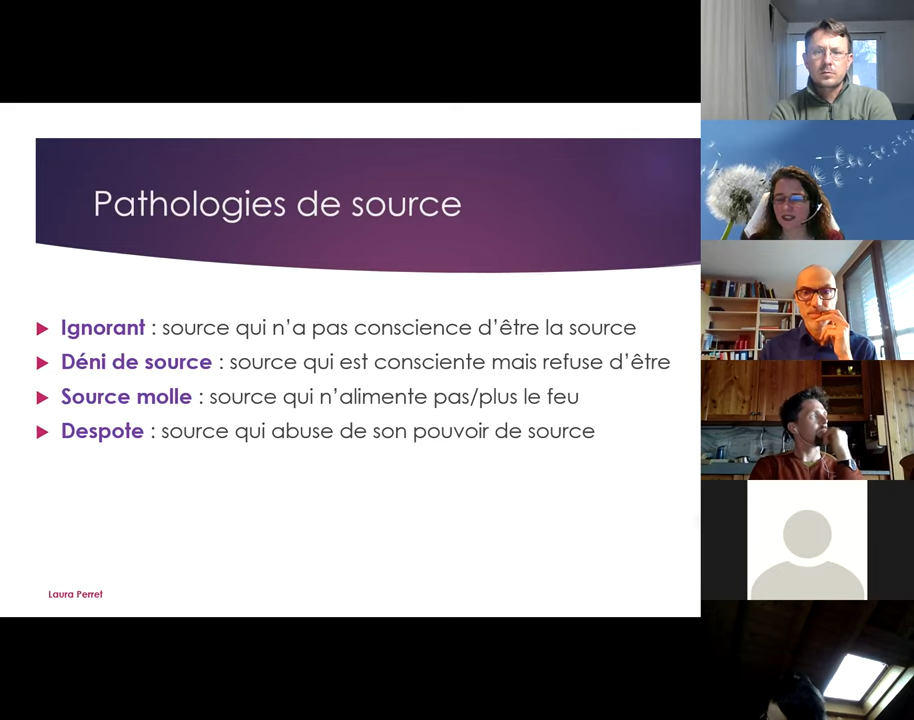 Pathologies de source
Ignorant : source qui n'a pas conscience d'être la source
Déni de source : source qui est consciente mais refuse d'être
Source molle : source qui n'alimente pas/plus le feu
Despote : source qui abuse de son pouvoir de source
Laura Perret